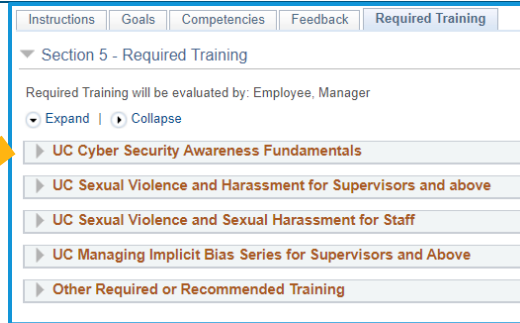 Instructions Goals Competencies Feedback Required Training
Section 5 - Required Training
Required Training will be evaluated by: Employee, Manager
Expand | Collapse
UC Cyber Security Awareness Fundamentals
UC Sexual Violence and Harassment for Supervisors and above
UC Sexual Violence and Sexual Harassment for Staff
UC Managing Implicit Bias Series for Supervisors and Above
Other Required or Recommended Training